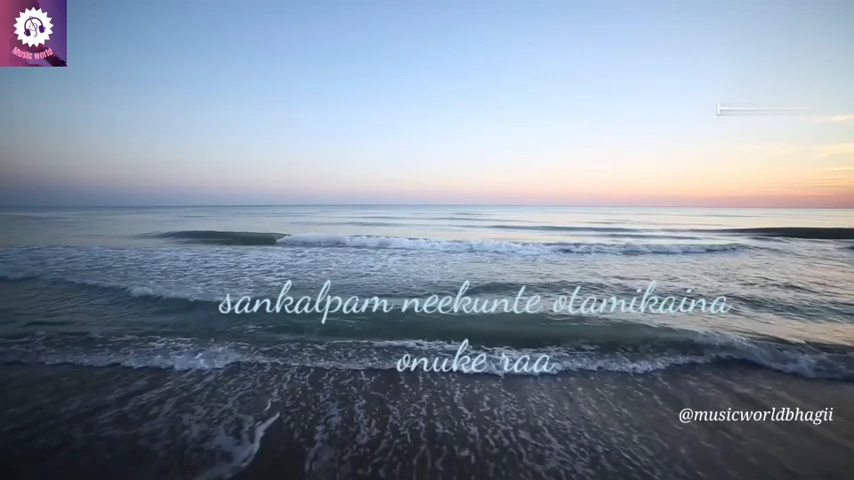 Music world
sankalpam neekunte otamikaina
onuke raa
@musicworldbhagii